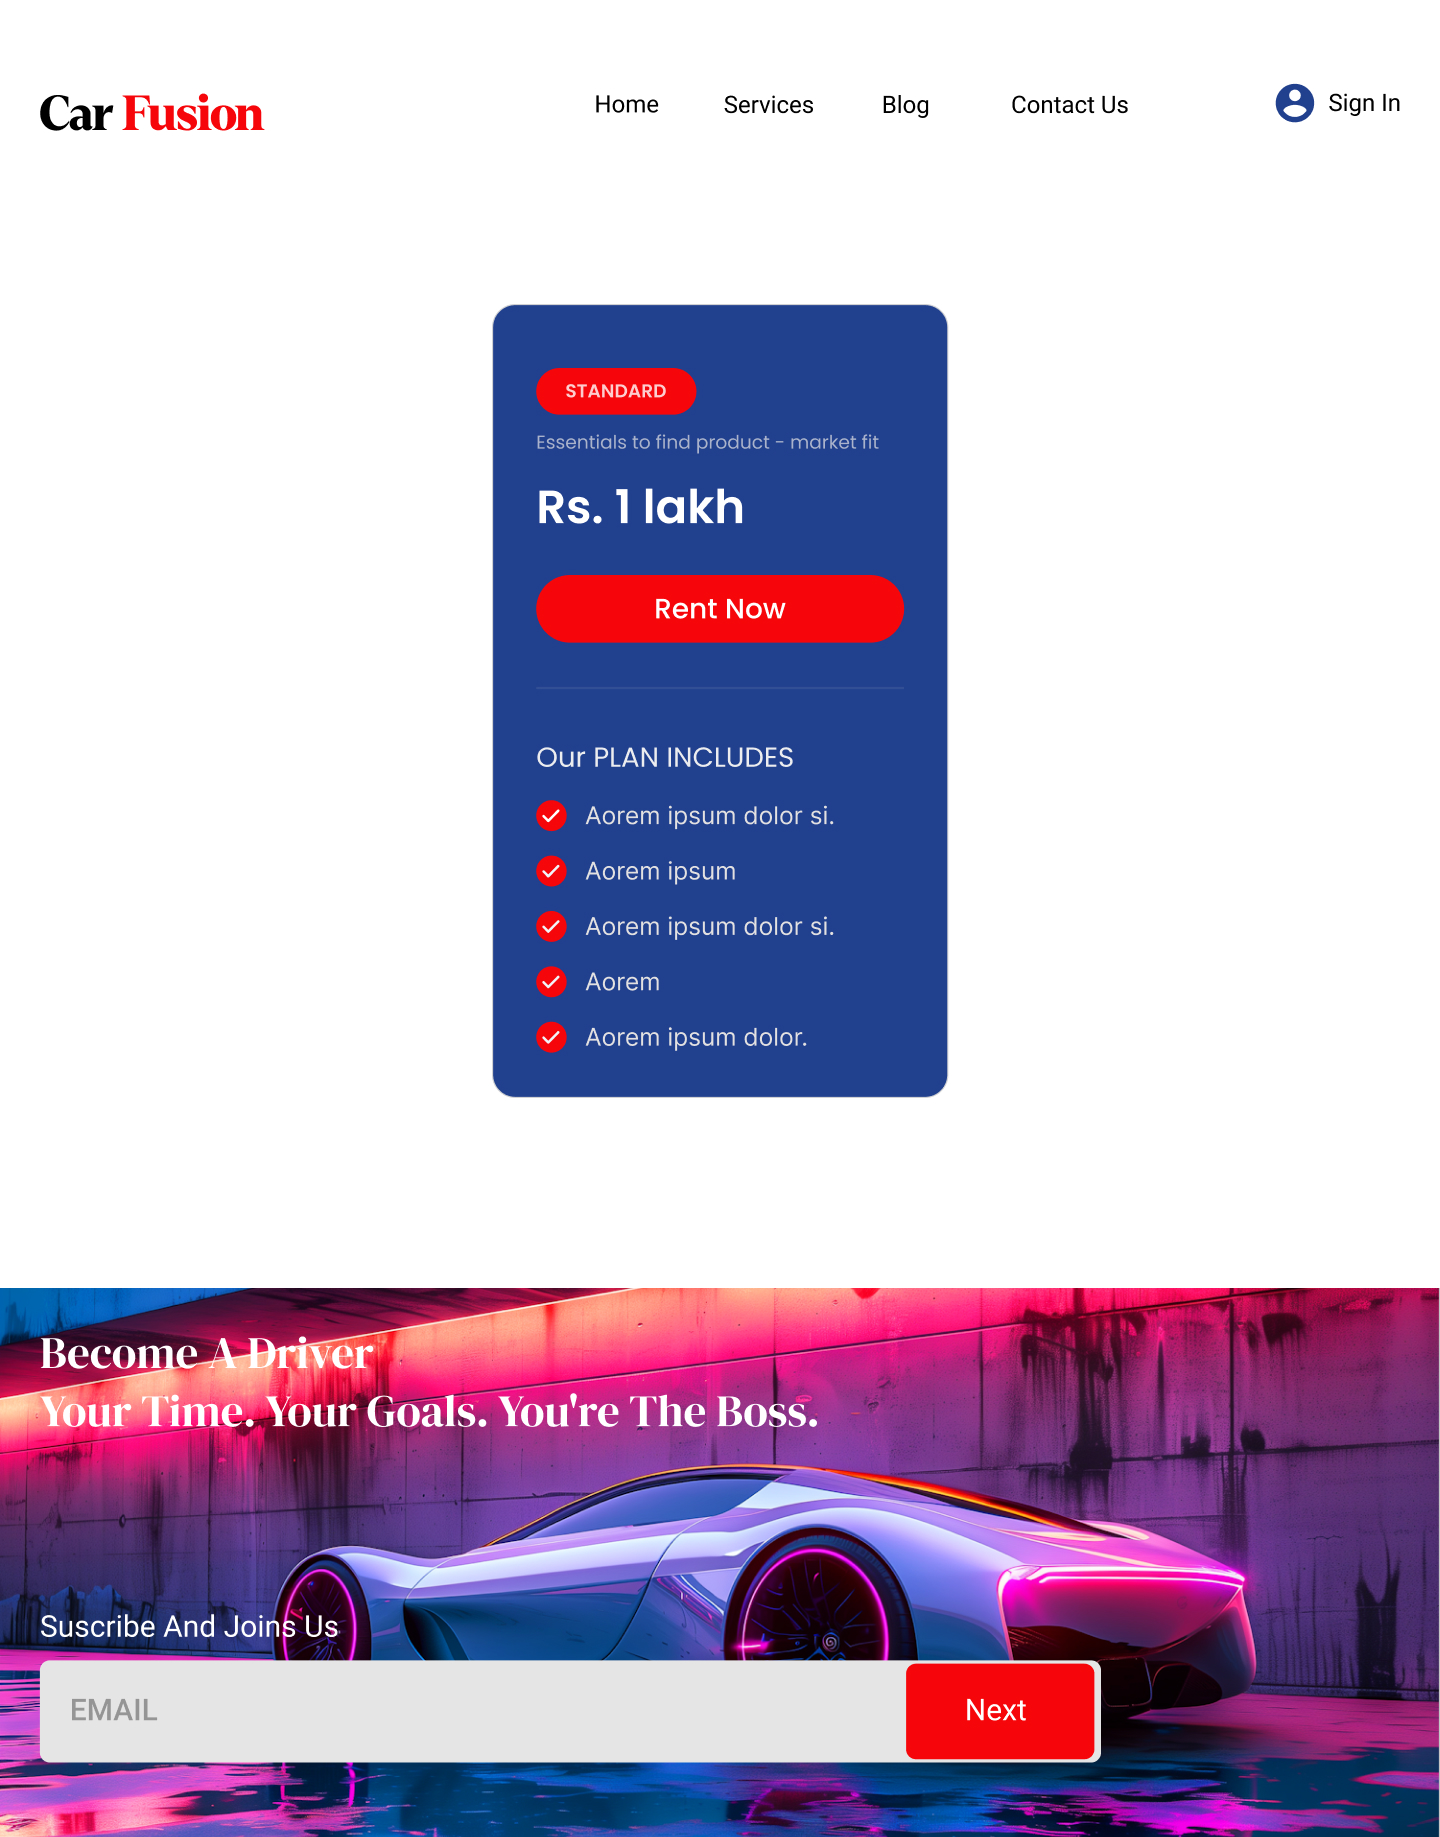 Car Fusion
Home Services Blog Contact Us Sign In
STANDARD
Essentials to find product - market fit
Rs. 1 lakh
Rent Now
Our PLAN INCLUDES
Aorem ipsum dolor si.
Aorem ipsum
Aorem ipsum dolor si.
Aorem
Aorem ipsum dolor.
Become A Driver
Your Time. Your Goals. You're The Boss.
Suscribe And Joins Us
EMAIL Next